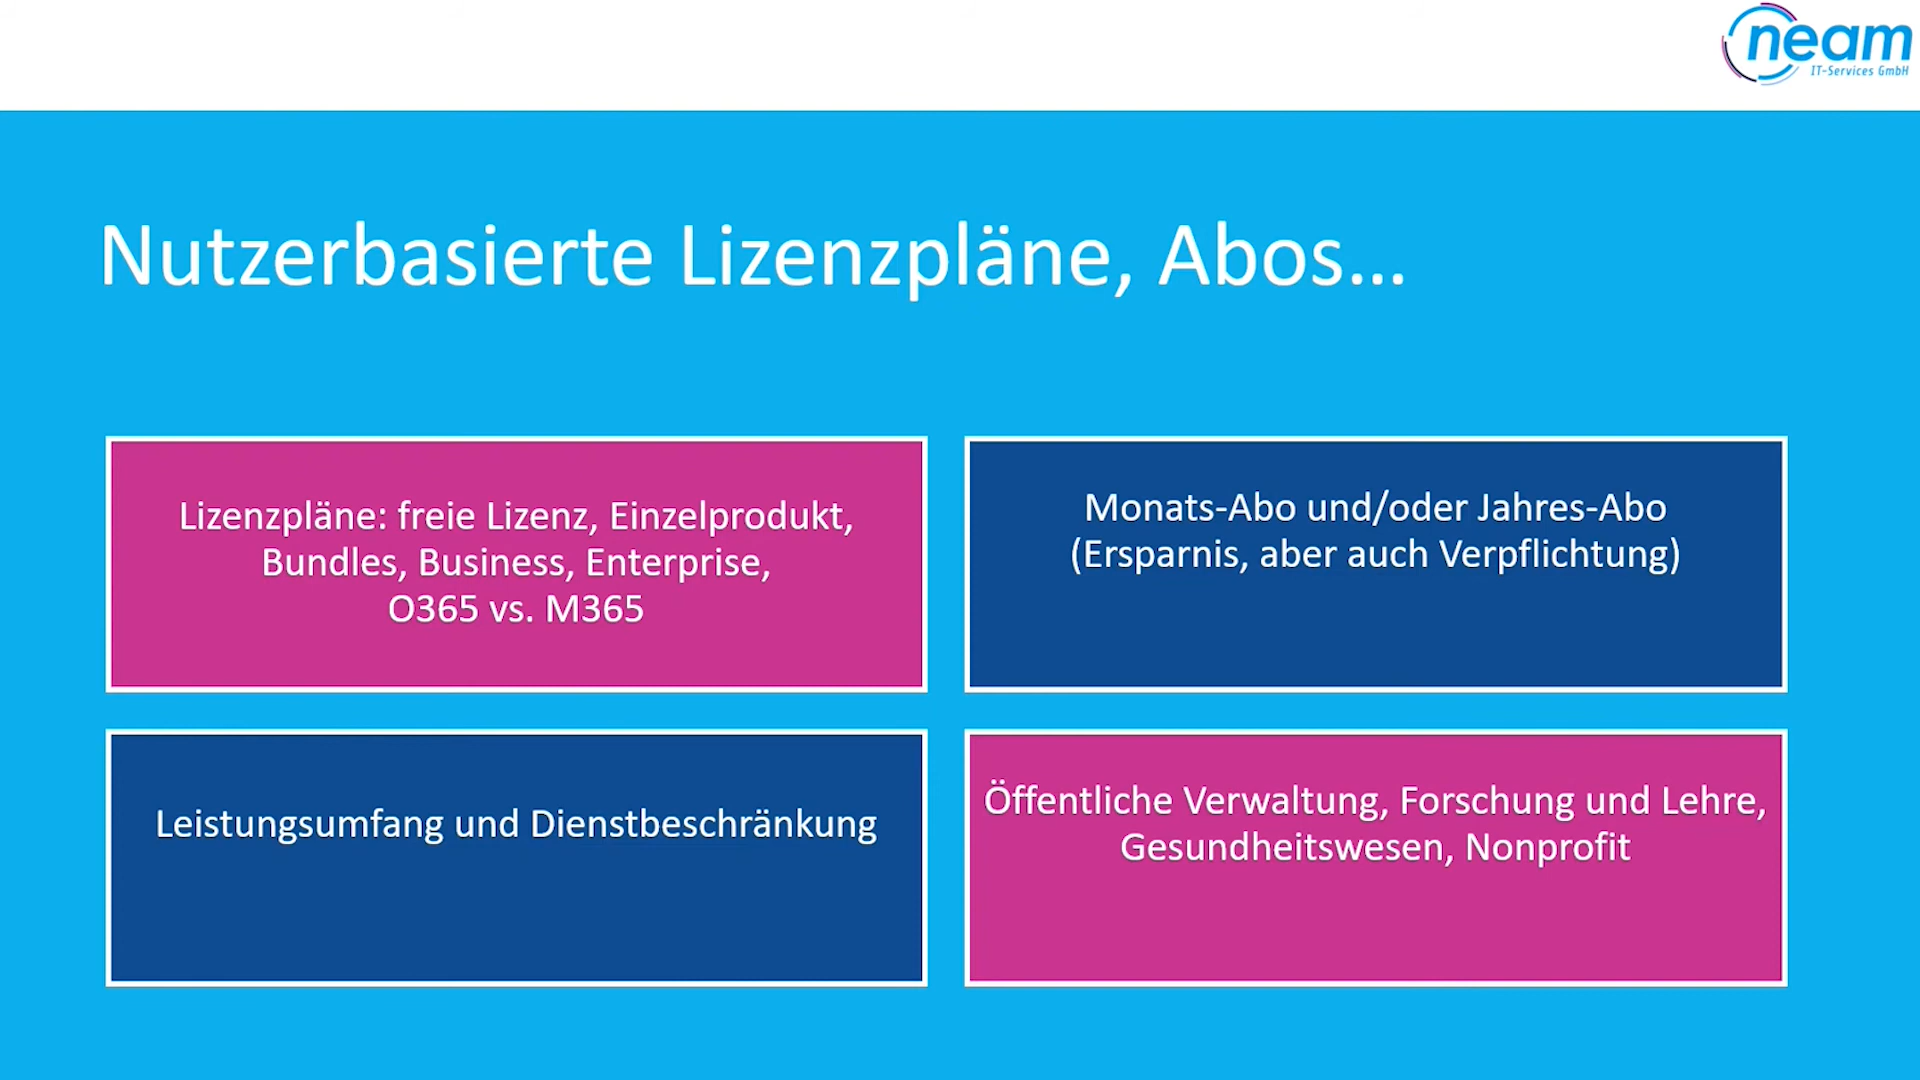 neam
IT-Services GmbH
Nutzerbasierte Lizenzpläne, Abos...
Lizenzpläne: freie Lizenz, Einzelprodukt,
Bundles, Business, Enterprise,
O365 vs. M365
Monats-Abo und/oder Jahres-Abo
(Ersparnis, aber auch Verpflichtung)
Leistungsumfang und Dienstbeschränkung
Öffentliche Verwaltung, Forschung und Lehre,
Gesundheitswesen, Nonprofit